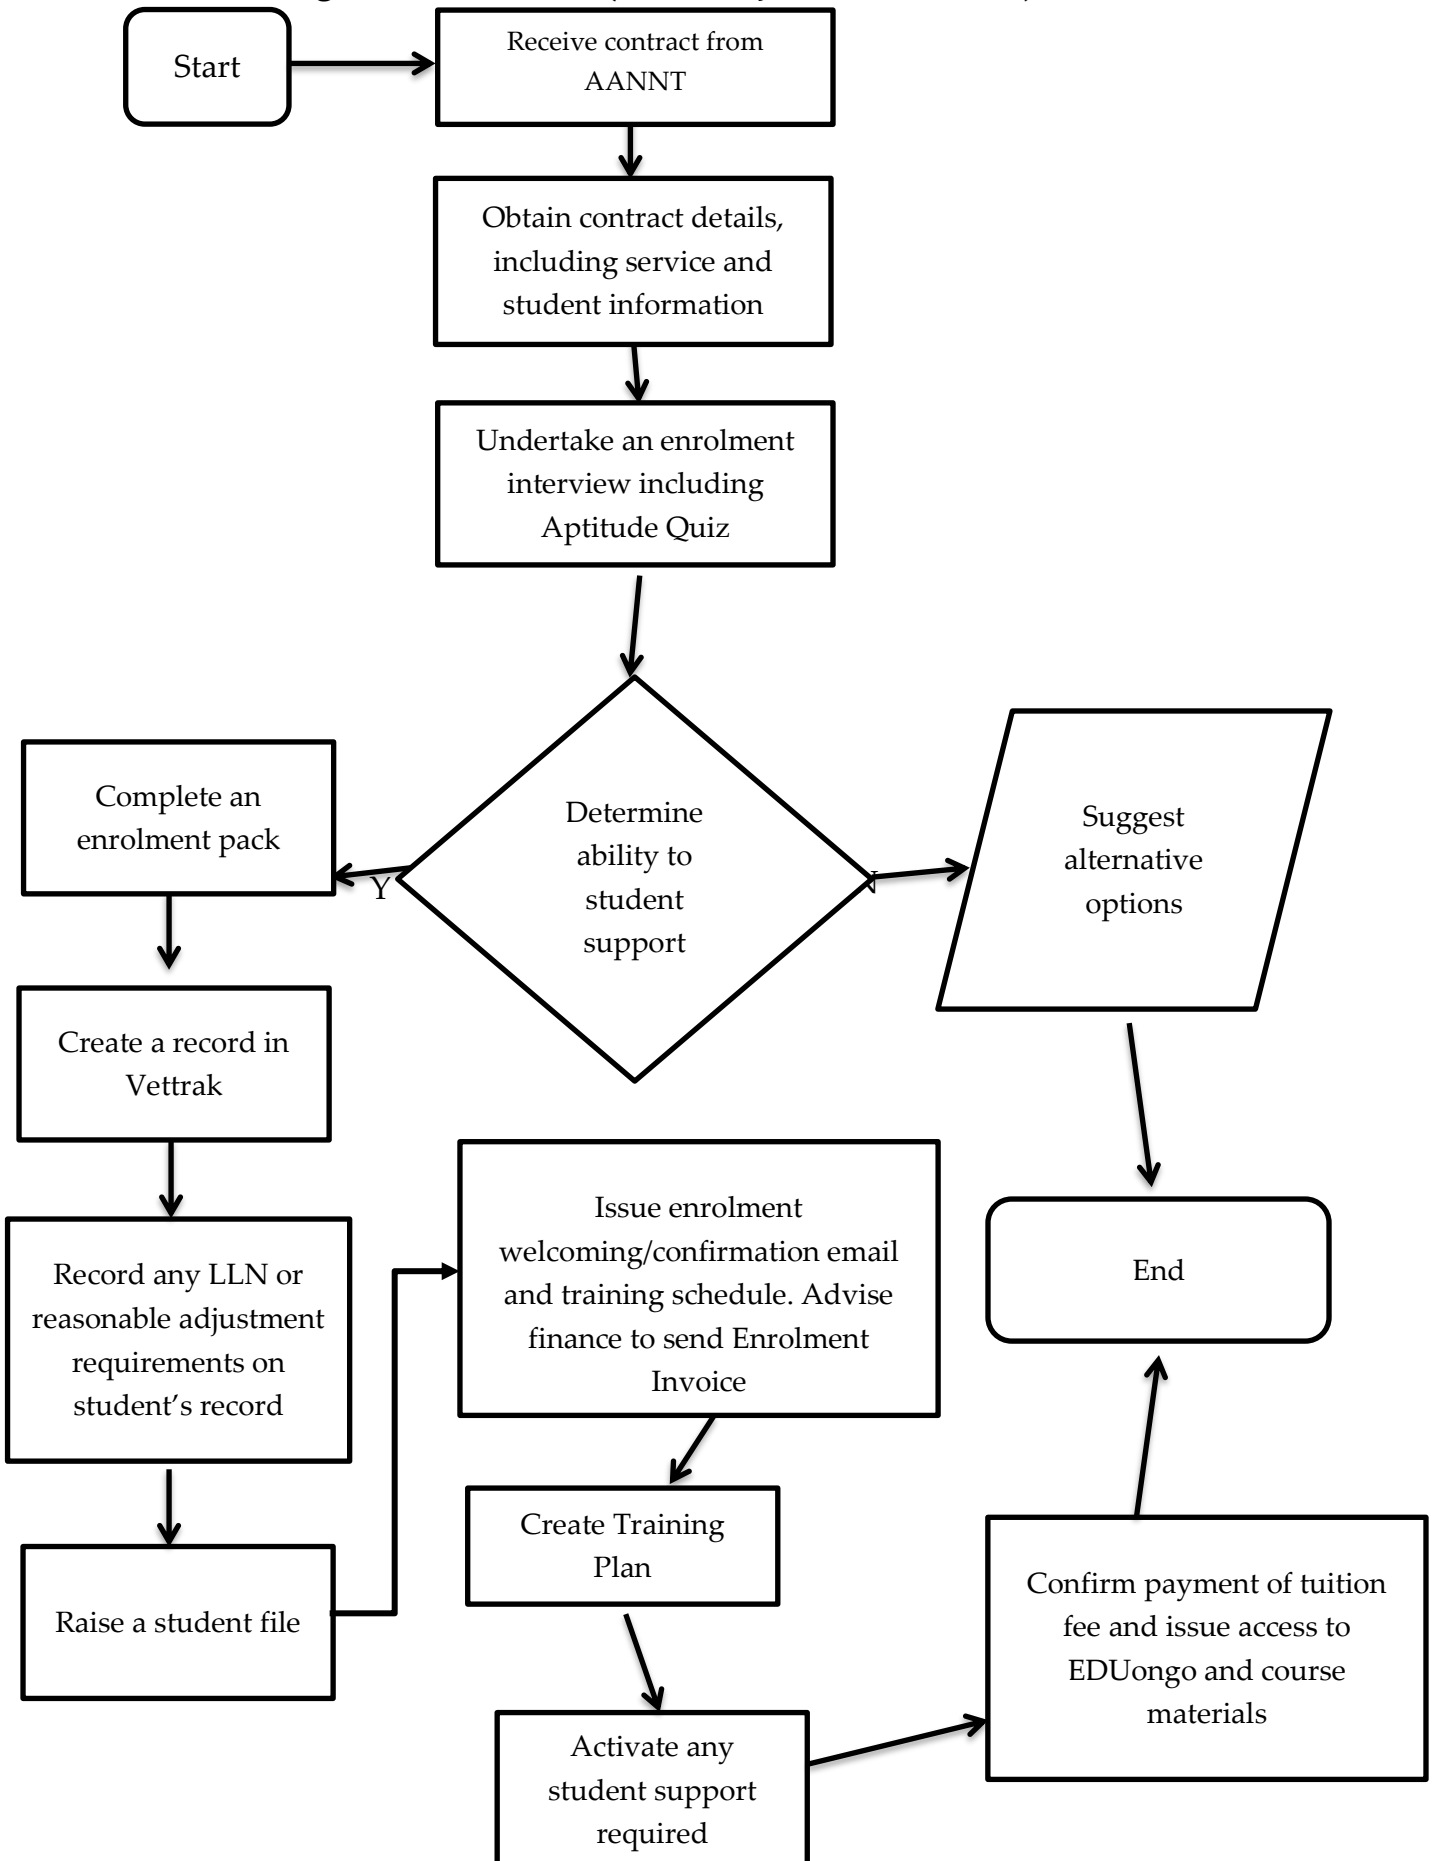 Start
Receive contract from
AANNT
Obtain contract details,
including service and
student information
Undertake an enrolment
interview including
Aptitude Quiz
Determine
ability to
student
support
Y
N
Complete an
enrolment pack
Suggest
alternative
options
Create a record in
Vettrak
Record any LLN or
reasonable adjustment
requirements on
student’s record
Raise a student file
Issue enrolment
welcoming/confirmation email
and training schedule. Advise
finance to send Enrolment
Invoice
Create Training
Plan
Activate any
student support
required
Confirm payment of tuition
fee and issue access to
EDUongo and course
materials
End